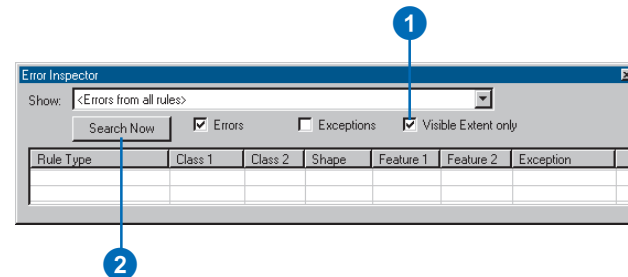 1
Error Inspector
Show: <Errors from all rules>
Search Now Errors Exceptions Visible Extent only
Rule Type Class 1 Class 2 Shape Feature 1 Feature 2 Exception
2